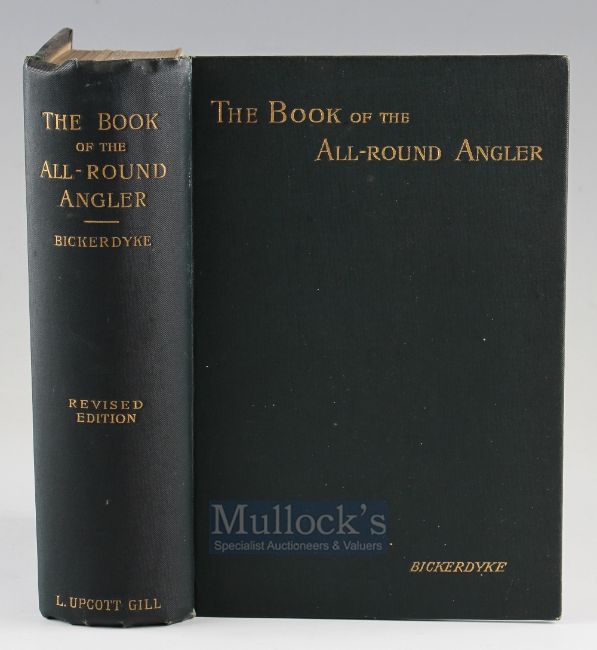 THE BOOK
OF THE
ALL-ROUND
ANGLER
BICKERDYKE
REVISED
EDITION
L. UPCOTT GILL
THE BOOK OF THE
ALL-ROUND ANGLER
BICKERDYKE
Mullock's
Specialist Auctioneers & Valuers